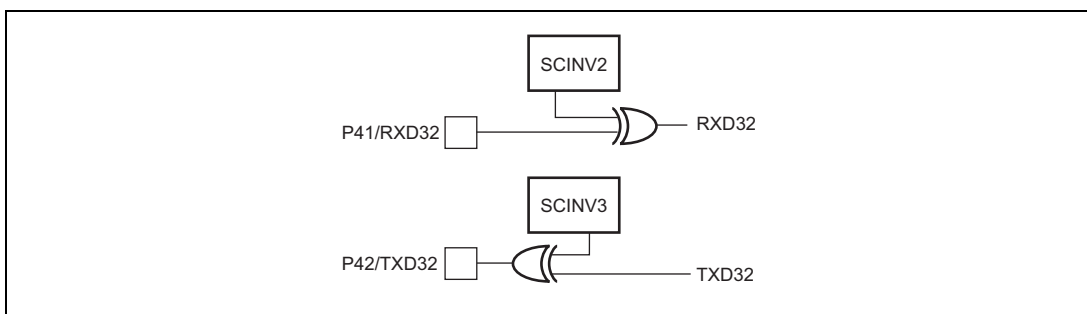 SCINV2
P41/RXD32
RXD32
SCINV3
P42/TXD32
TXD32